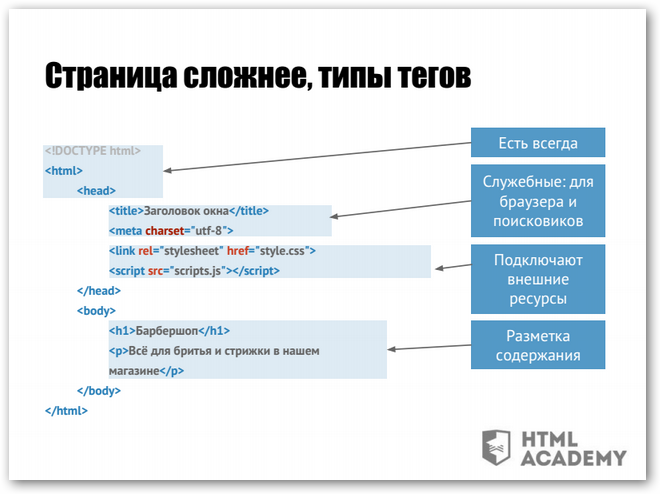 Страница сложнее, типы тегов
<!DOCTYPE html>
<html>
<head>
<title>Заголовок окна</title>
<meta charset="utf-8">
<link rel="stylesheet" href="style.css">
<script src="scripts.js"></script>
</head>
<body>
<h1>Барбершоп</h1>
<p>Всё для бритья и стрижки в нашем
магазине</p>
</body>
</html>
Есть всегда
Служебные: для
браузера и
поисковиков
Подключают
внешние
ресурсы
Разметка
содержания
HTML
ACADEMY